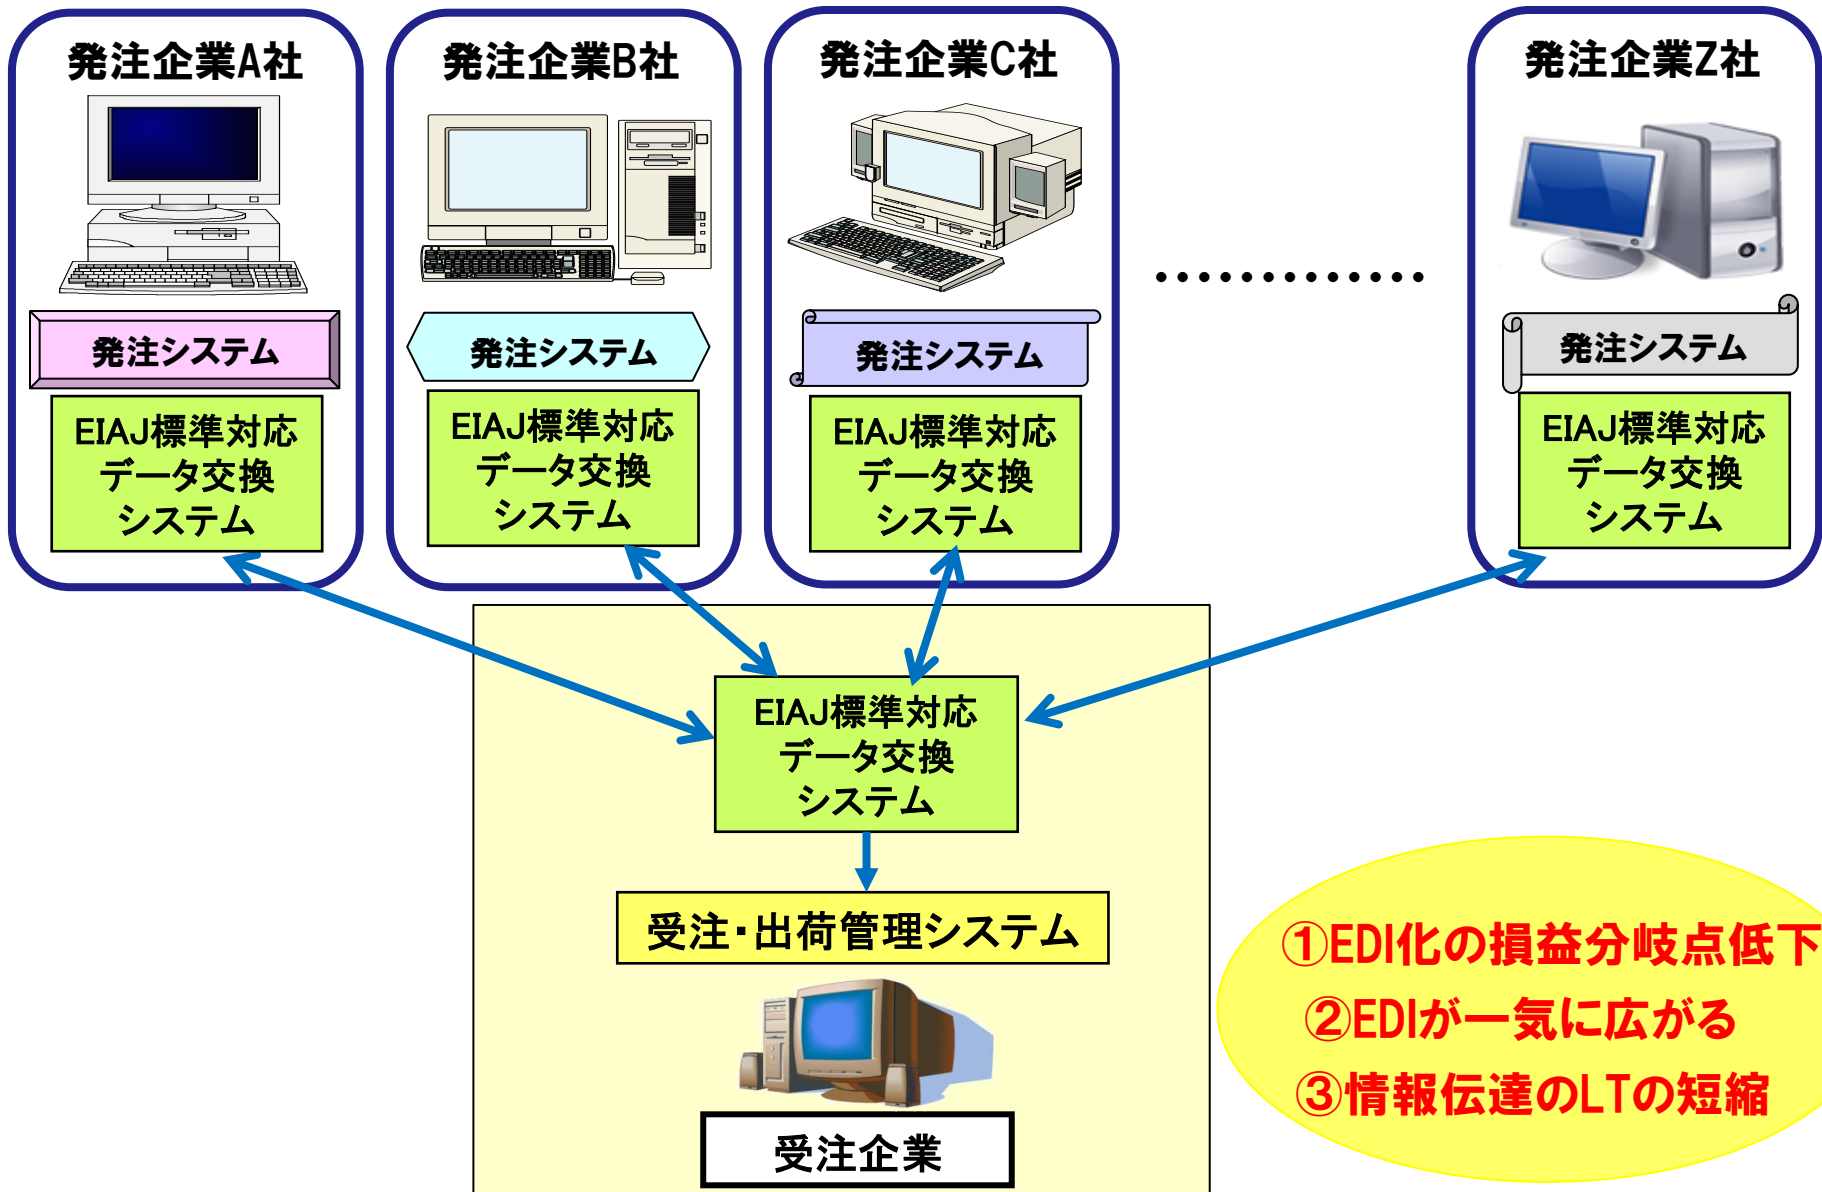 発注企業A社
発注企業B社
発注企業C社
発注企業Z社
発注システム
発注システム
発注システム
発注システム
EIAJ標準対応
データ交換
システム
EIAJ標準対応
データ交換
システム
EIAJ標準対応
データ交換
システム
EIAJ標準対応
データ交換
システム
EIAJ標準対応
データ交換
システム
受注・出荷管理システム
受注企業
①EDI化の損益分岐点低下
②EDIが一気に広がる
③情報伝達のLTの短縮